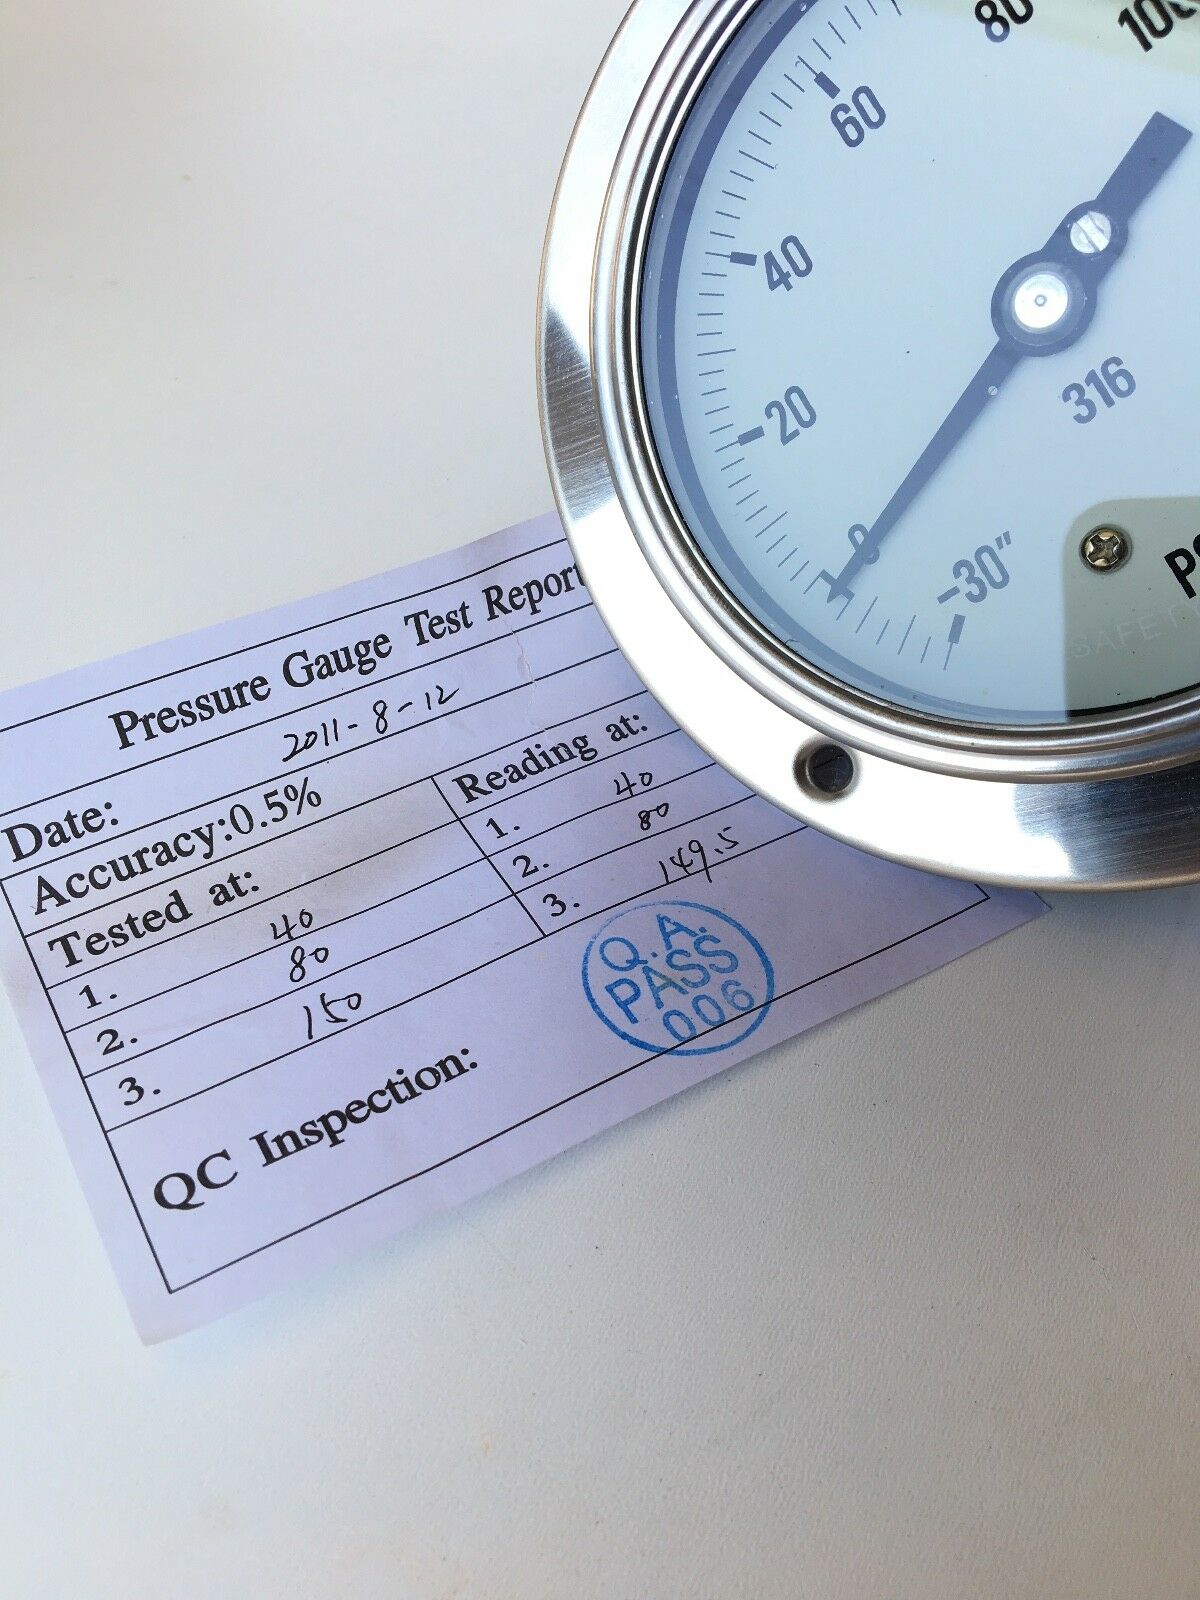 80
60
40
20
0
-30"
316
Pressure Gauge Test Report
Date: 2011-8-12
Accuracy:0.5%
Tested at: Reading at:
1. 40 1. 40
2. 80 2. 80
3. 150 3. 149.5
QC Inspection:
Q.A.
PASS
006